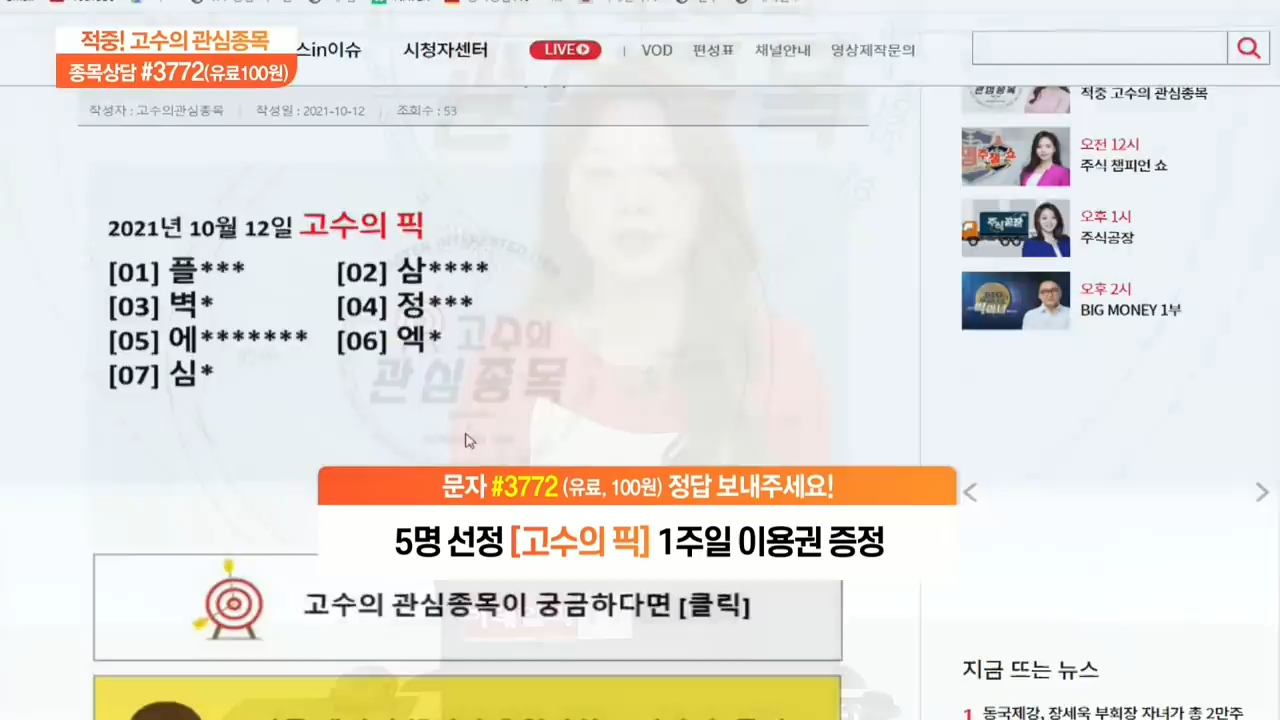 적중! 고수의 관심종목
종목상담 #3772(유료100원)
in이슈
시청자센터
LIVE
VOD
편성표
채널안내
영상제작문의
작성자 : 고수의관심종목
작성일 : 2021-10-12
조회수 : 53
적중 고수의 관심종목
오전 12시
주식 챔피언 쇼
오후 1시
주식공장
오후 2시
BIG MONEY 1부
2021년 10월 12일 고수의 픽
[01] 플*** [02] 삼****
[03] 벽* [04] 정***
[05] 에******* [06] 엑*
[07] 심*
고수의
관심종목
문자 #3772 (유료, 100원) 정답 보내주세요!
5명 선정 [고수의 픽] 1주일 이용권 증정
고수의 관심종목이 궁금하다면 [클릭]
지금 뜨는 뉴스
1 동국제강, 장세욱 부회장 자녀가 총 2만주